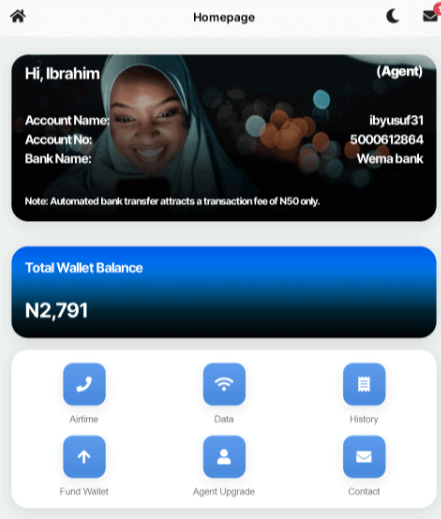 Homepage
Hi, Ibrahim (Agent)
Account Name: ibyusuf31
Account No: 5000612864
Bank Name: Wema bank
Note: Automated bank transfer attracts a transaction fee of N50 only.
Total Wallet Balance
N2,791
Airtime Data History
Fund Wallet Agent Upgrade Contact